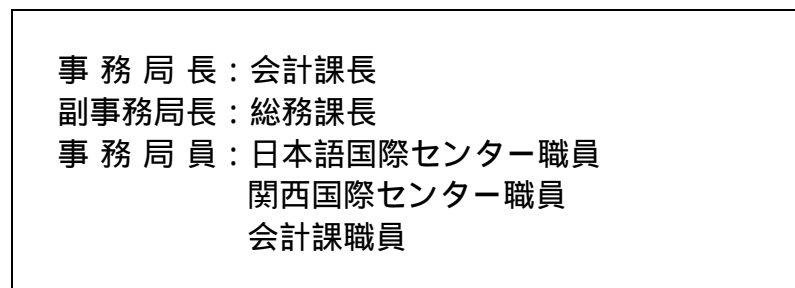 事 務 局 長：会計課長
副事務局長：総務課長
事 務 局 員：日本語国際センター職員
関西国際センター職員
会計課職員